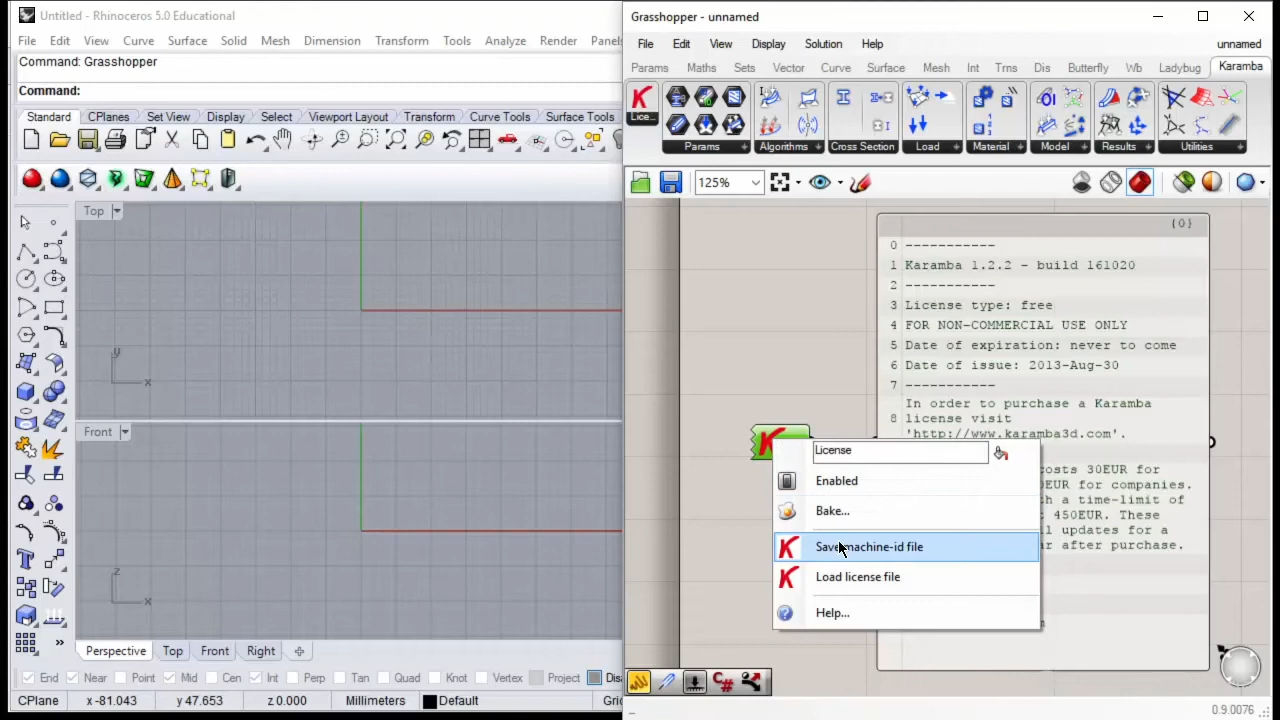 Untitled - Rhinoceros 5.0 Educational
File Edit View Curve Surface Solid Mesh Dimension Transform Tools Analyze Render Panels
Command: Grasshopper
Command:
Standard CPlanes Set View Display Select Viewport Layout Transform Curve Tools Surface Tools
Top
y
x
Front
z
x
Perspective Top Front Right
End Near Point Mid Cen Int Perp Tan Quad Knot Vertex Project
CPlane x -81.043 y47.653 z 0.000 Millimeters Default
Grasshopper - unnamed
File Edit View Display Solution Help unnamed
Params Maths Sets Vector Curve Surface Mesh Int Trns Dis Butterfly Wb Ladybug Karamba
Lice... Params Algorithms Cross Section Load Material Model Results Utilities
125%
{0}
0 -----------
1 Karamba 1.2.2 - build 161020
2 -----------
3 License type: free
4 FOR NON-COMMERCIAL USE ONLY
5 Date of expiration: never to come
6 Date of issue: 2013-Aug-30
7 -----------
In order to purchase a Karamba
8 license visit
'http://www.karamba3d.com'.
costs 30EUR for
EUR for companies.
a time-limit of
450EUR. These
updates for a
after purchase.
License
Enabled
Bake...
Save machine-id file
Load license file
Help...
0.9.0076